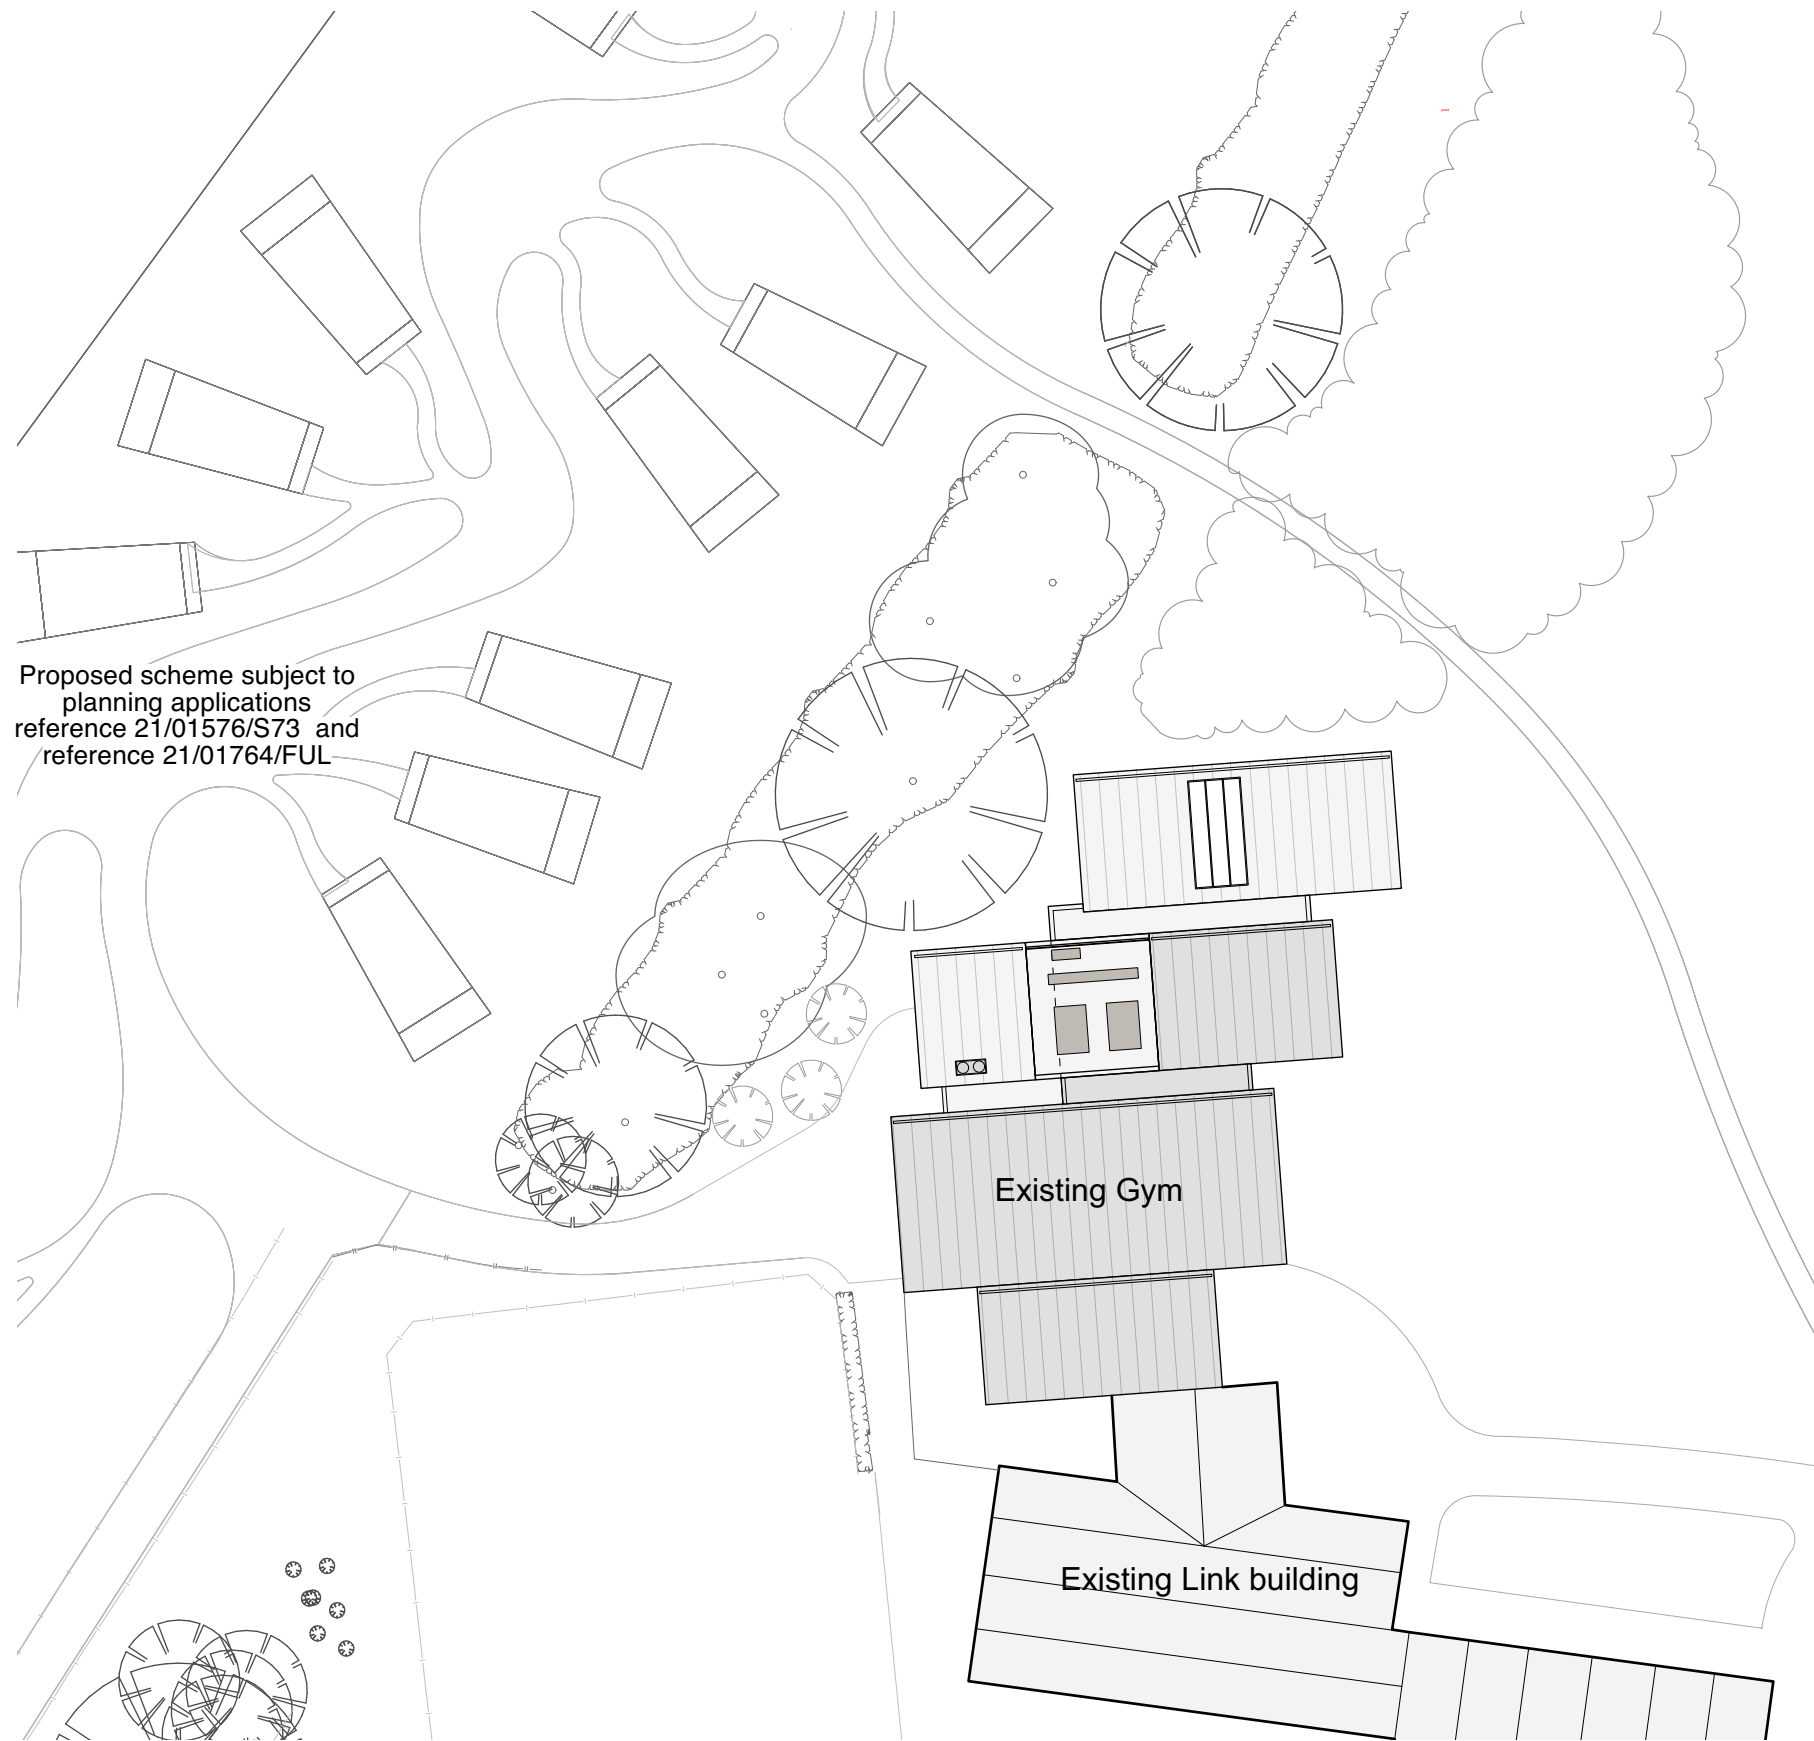 Proposed scheme subject to
planning applications
reference 21/01576/S73 and
reference 21/01764/FUL
Existing Gym
Existing Link building